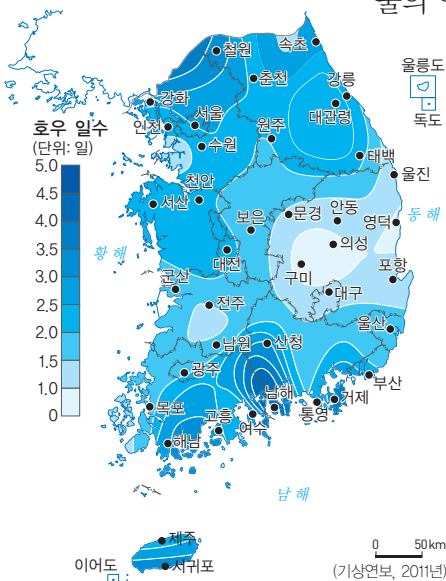 물의
철원
속초
춘천
강릉
울릉도
강화
서울
대관령
독도
호우 일수
(단위: 일)
인천
수원
원주
태백
5.0
4.0
3.5
3.0
2.5
2.0
1.5
1.0
0
울진
천안
서산
보은
문경
안동
영덕
동해
황해
대전
의성
구미
포항
군산
대구
전주
울산
남원
산청
광주
부산
목포
고흥
남해
거제
여수
통영
해남
남해
제주
이어도
서귀포
0 50km
(기상연보, 2011년)